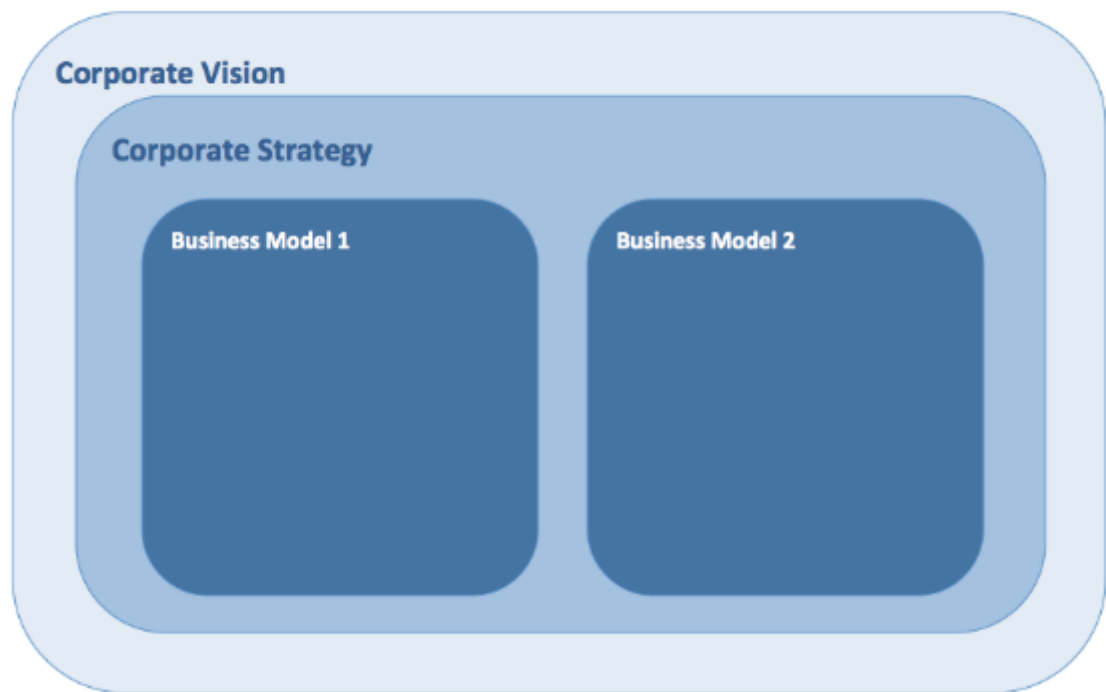 Corporate Vision
Corporate Strategy
Business Model 1
Business Model 2